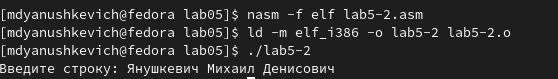 [mdyanushkevich@fedora lab05]$ nasm -f elf lab5-2.asm
[mdyanushkevich@fedora lab05]$ ld -m elf_i386 -o lab5-2 lab5-2.o
[mdyanushkevich@fedora lab05]$ ./lab5-2
Введите строку: Янушкевич Михаил Денисович